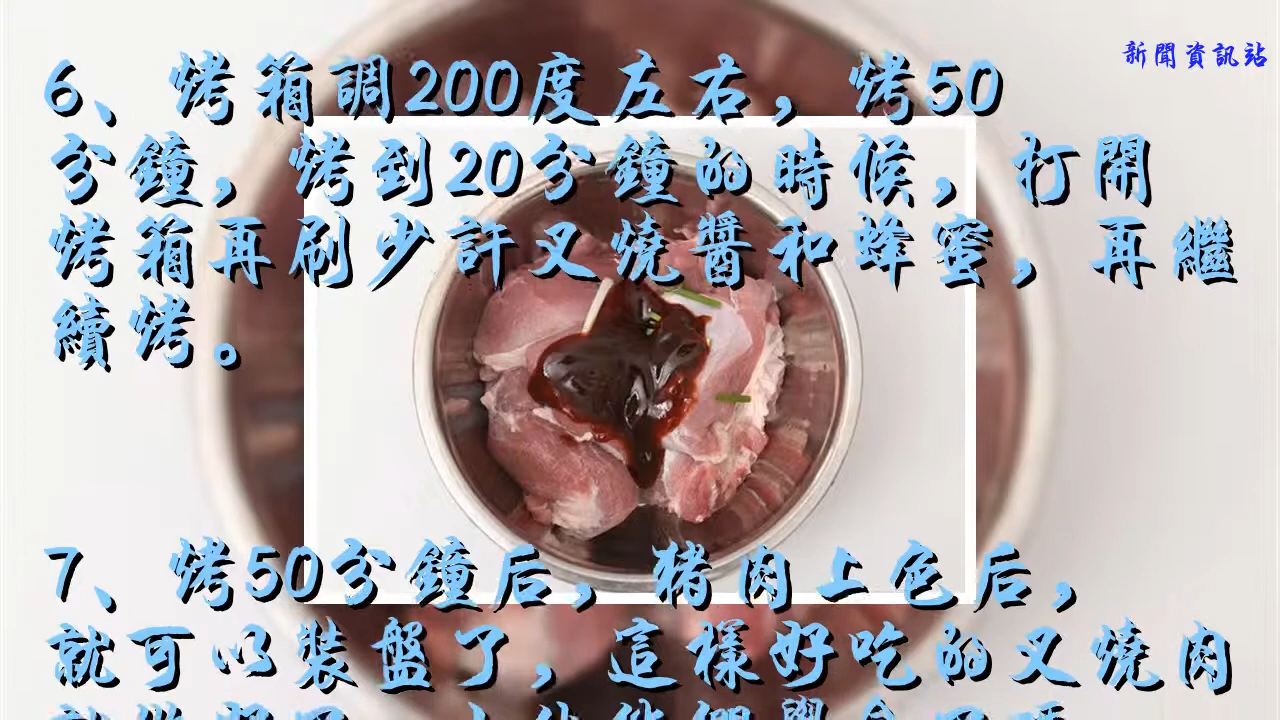 新聞資訊站
6、烤箱調200度左右，烤50
分鐘，烤到20分鐘的時候，打開
烤箱再刷少許叉燒醬和蜂蜜，再繼
續烤。
7、烤50分鐘后，豬肉上色后，
就可以裝盤了，這樣好吃的叉燒肉